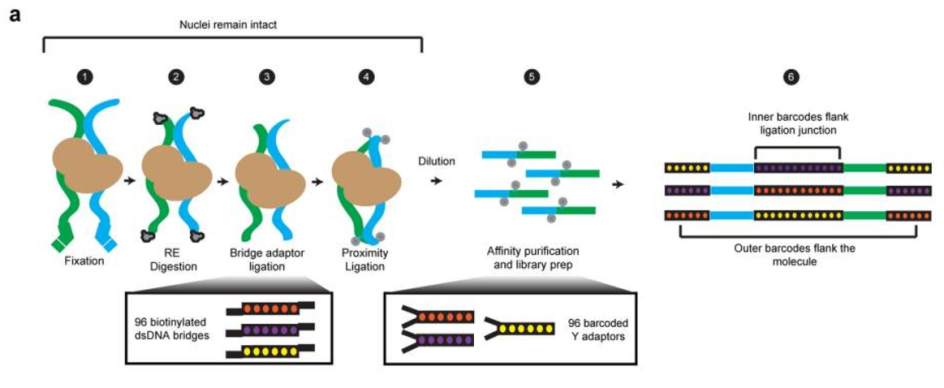 a
Nuclei remain intact
1
2
3
4
5
6
Inner barcodes flank
ligation junction
Dilution
Fixation
RE
Digestion
Bridge adaptor
ligation
Proximity
Ligation
Affinity purification
and library prep
Outer barcodes flank the
molecule
96 biotinylated
dsDNA bridges
96 barcoded
Y adaptors